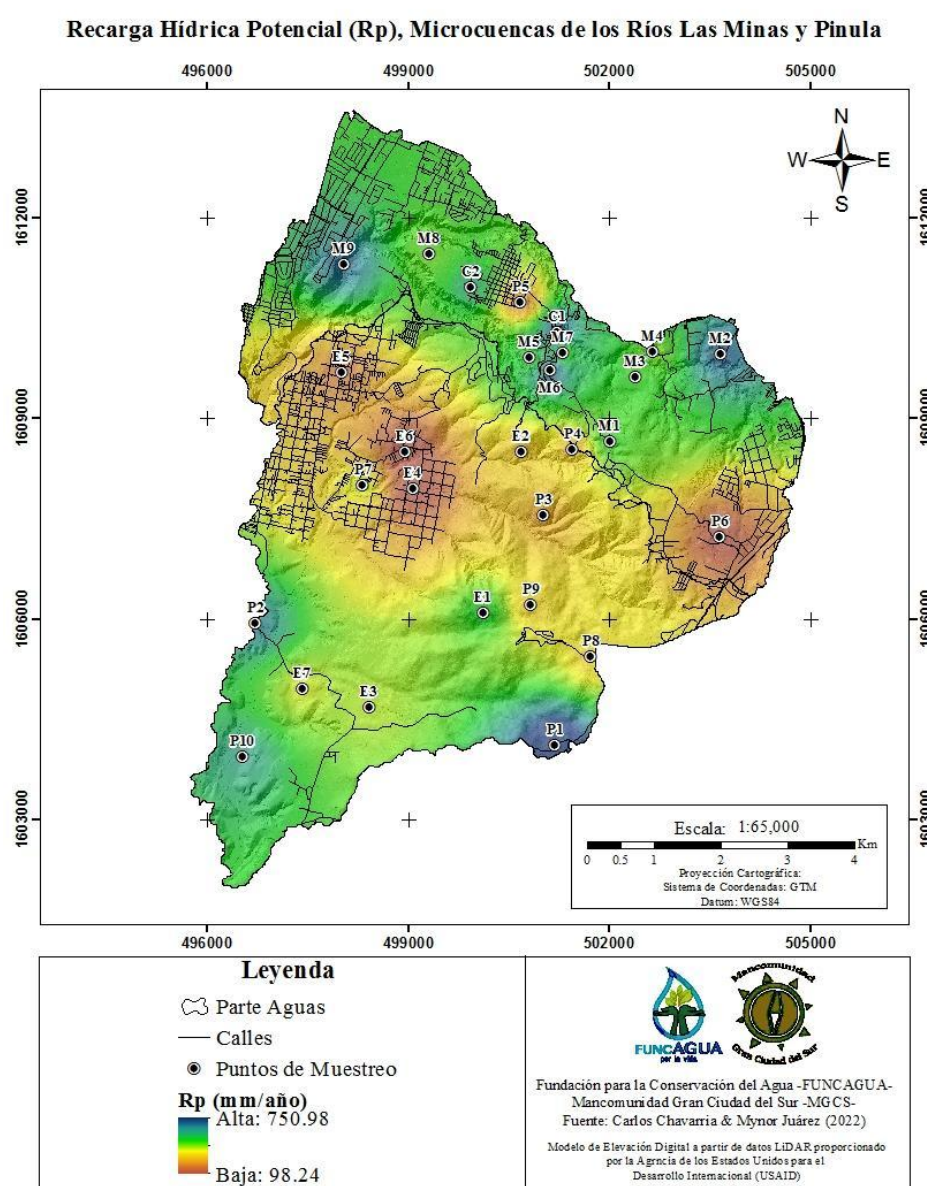 Recarga Hídrica Potencial (Rp), Microcuencas de los Ríos Las Minas y Pinula
496000 499000 502000 505000
N
W E
S
1612000 1612000
M8
M9
C2
P5
C1
M7
M5
M4
M2
M6
M3
E5
1609000 1609000
M1
E6
E2
P4
P7
E4
P3
P6
1606000 1606000
P2
E1
P9
P8
E7
E3
P1
P10
1603000 1603000
Escala: 1:65,000
Km
0 0.5 1 2 3 4
Proyección Cartográfica:
Sistema de Coordenadas: GTM
Datum: WGS84
496000 499000 502000 505000
Leyenda
Parte Aguas
Calles
Puntos de Muestreo
Rp (mm/año)
Alta: 750.98
Baja: 98.24
FUNCAGUA
por la vida
Mancomunidad
Gran Ciudad del Sur
Fundación para la Conservación del Agua -FUNCAGUA-
Mancomunidad Gran Ciudad del Sur -MGCS-
Fuente: Carlos Chavarria & Mynor Juárez (2022)
Modelo de Elevación Digital a partir de datos LiDAR proporcionado
por la Agrncia de los Estados Unidos para el
Desarrollo Internacional (USAID)